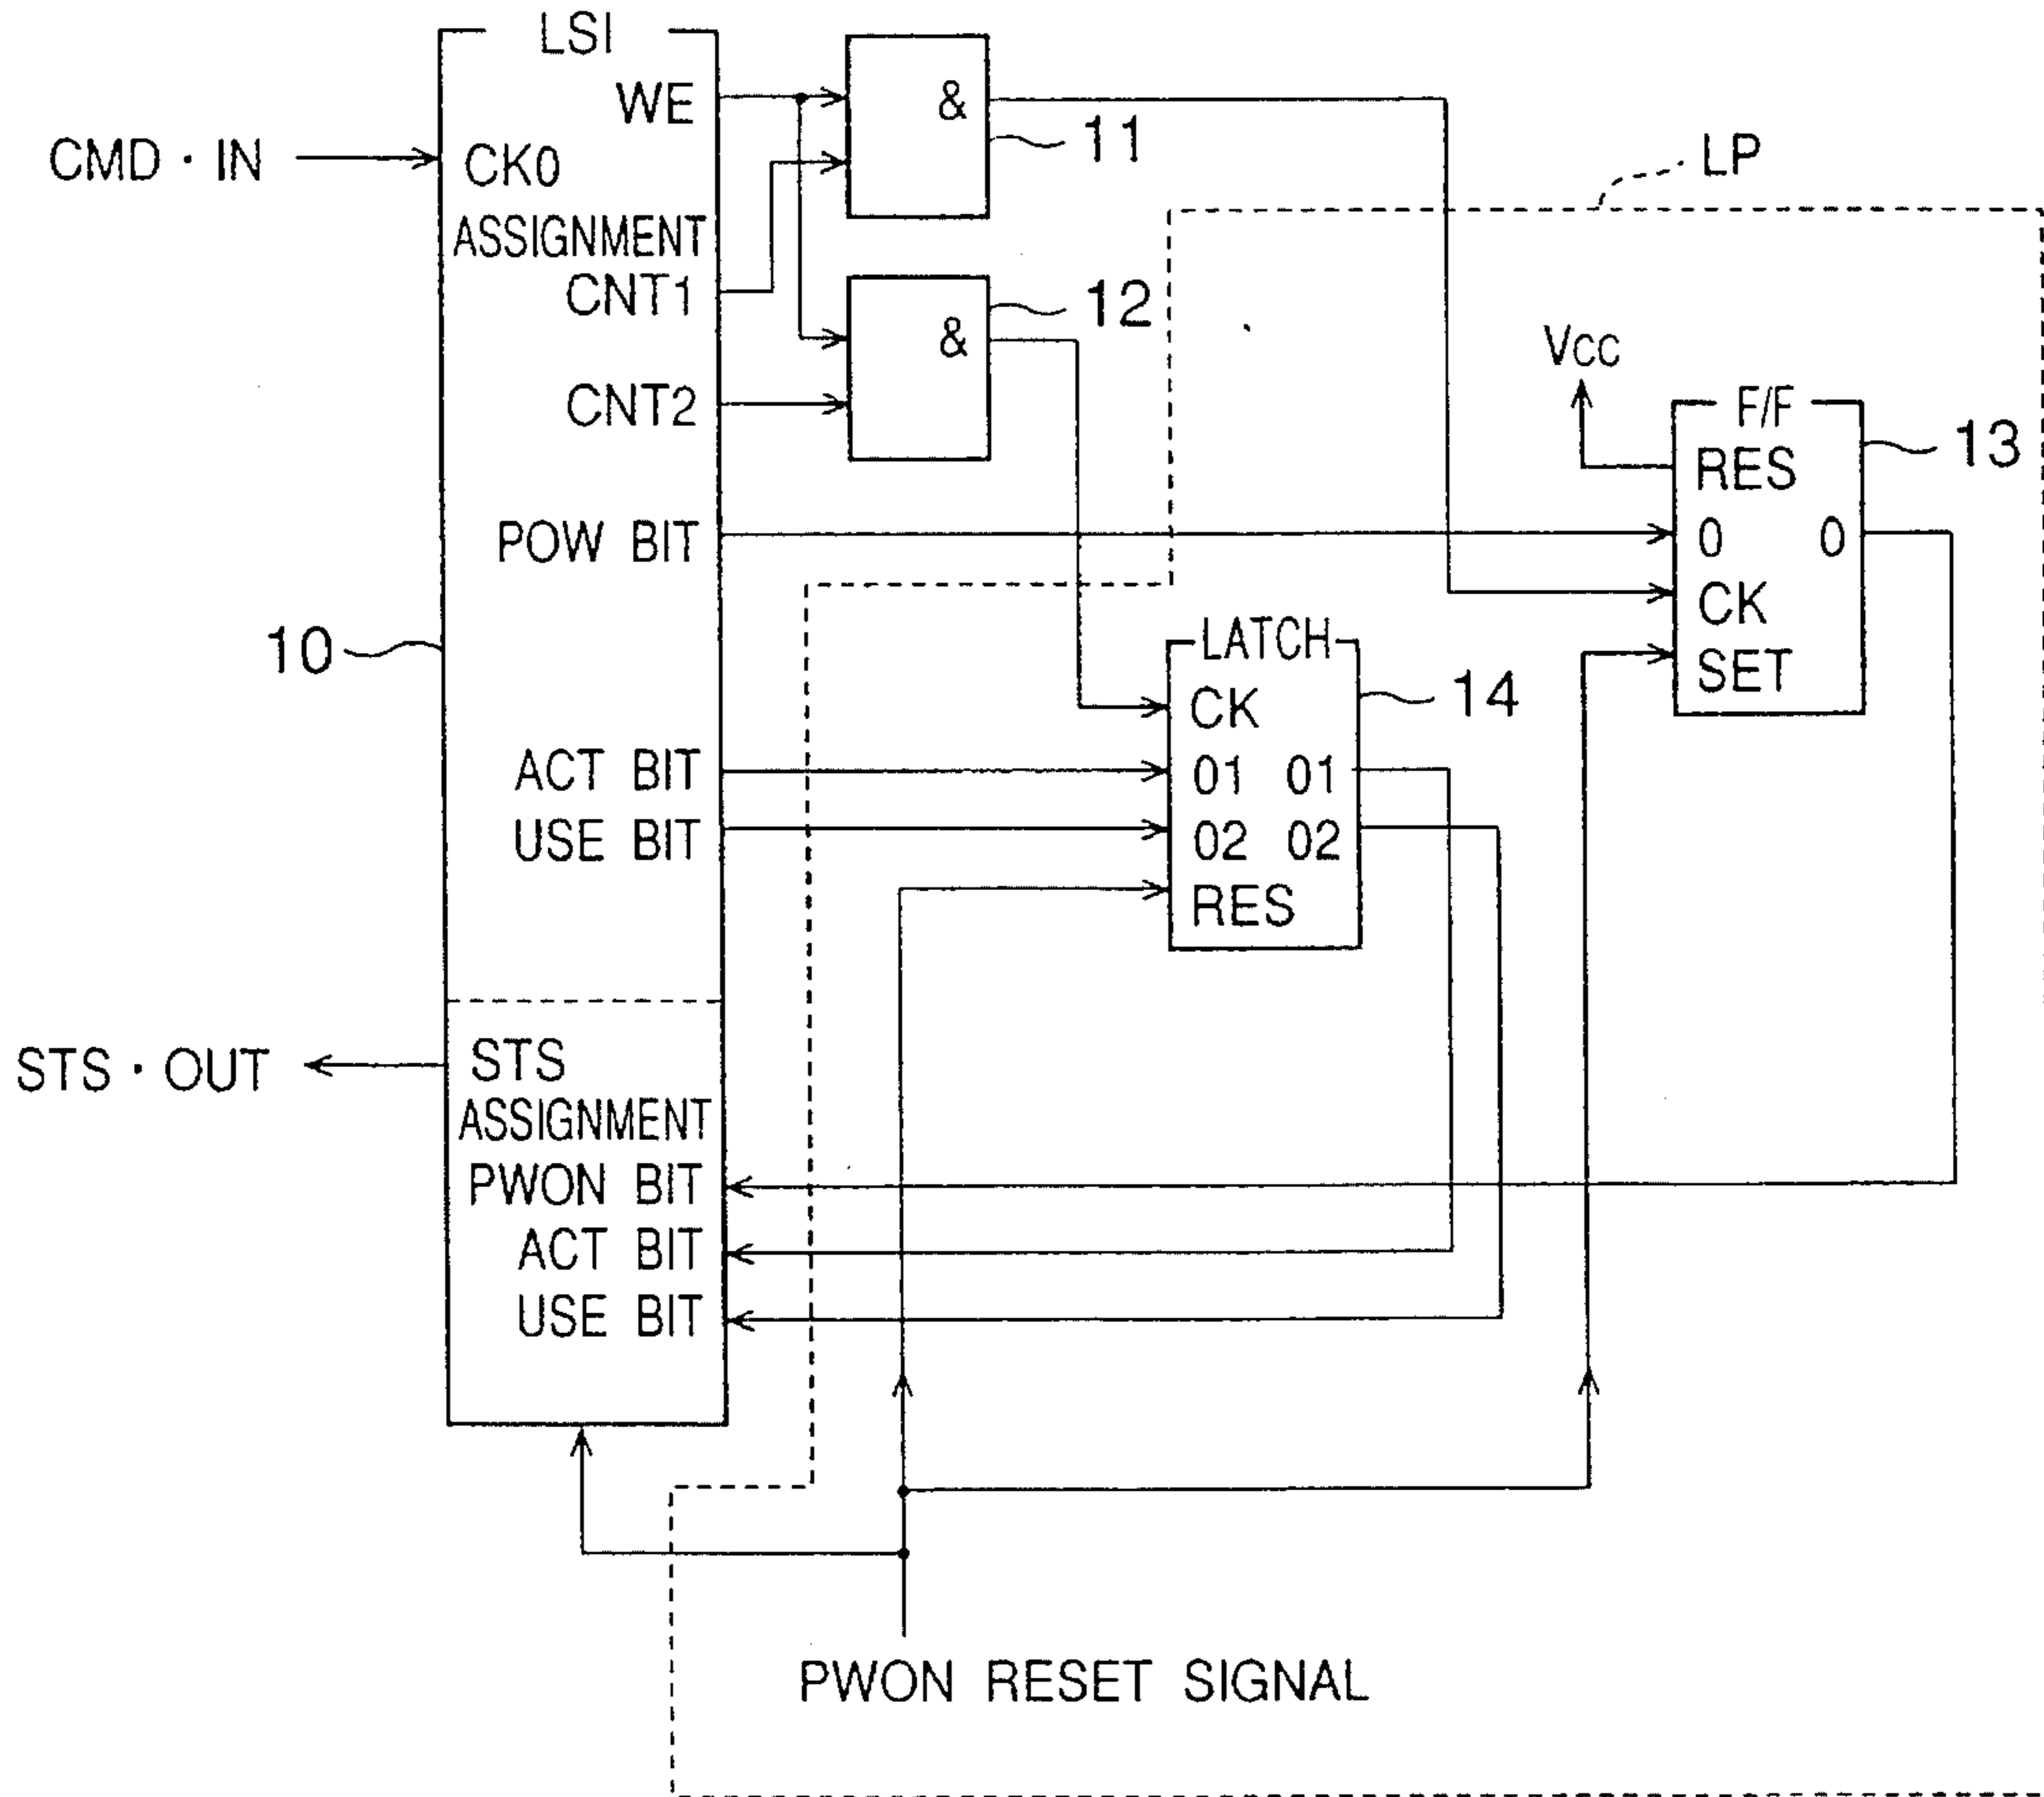 LSI
WE
CMD · IN
CK0
ASSIGNMENT
CNT1
CNT2
POW BIT
10
ACT BIT
USE BIT
STS · OUT
STS
ASSIGNMENT
PWON BIT
ACT BIT
USE BIT
&
11
&
12
LP
Vcc
F/F
13
RES
0 0
CK
SET
LATCH
14
CK
01 01
02 02
RES
PWON RESET SIGNAL